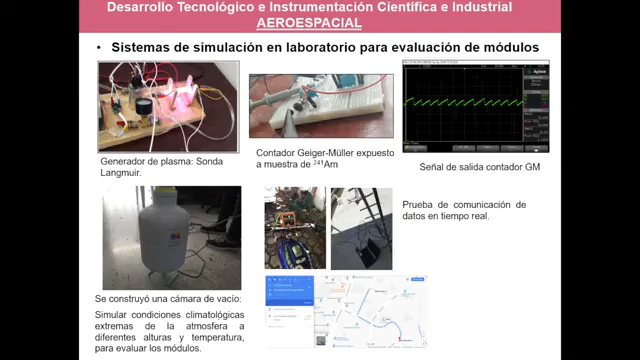 Desarrollo Tecnológico e Instrumentación Científica e Industrial
AEROESPACIAL
• Sistemas de simulación en laboratorio para evaluación de módulos
Generador de plasma: Sonda
Langmuir.
Contador Geiger-Müller expuesto
a muestra de ²⁴¹Am
Señal de salida contador GM
Prueba de comunicación de
datos en tiempo real.
Se construyó una cámara de vacío:
Simular condiciones climatológicas
extremas de la atmosfera a
diferentes alturas y temperatura,
para evaluar los módulos.